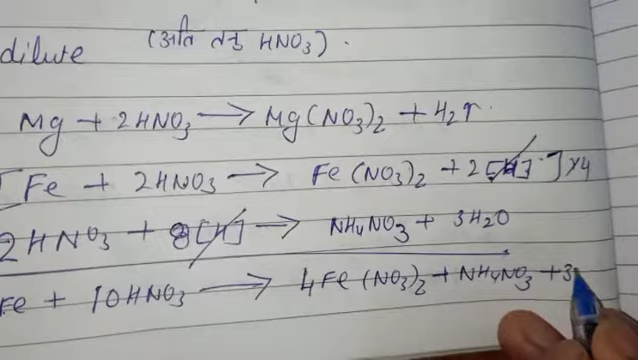 dilute (अति तनु HNO₃).
Mg + 2HNO₃ → Mg(NO₃)₂ + H₂↑.
[Fe + 2HNO₃ → Fe(NO₃)₂ + 2[H]]×4
2HNO₃ + 8[H] → NH₄NO₃ + 3H₂O
Fe + 10HNO₃ → 4Fe(NO₃)₂ + NH₄NO₃ + 3